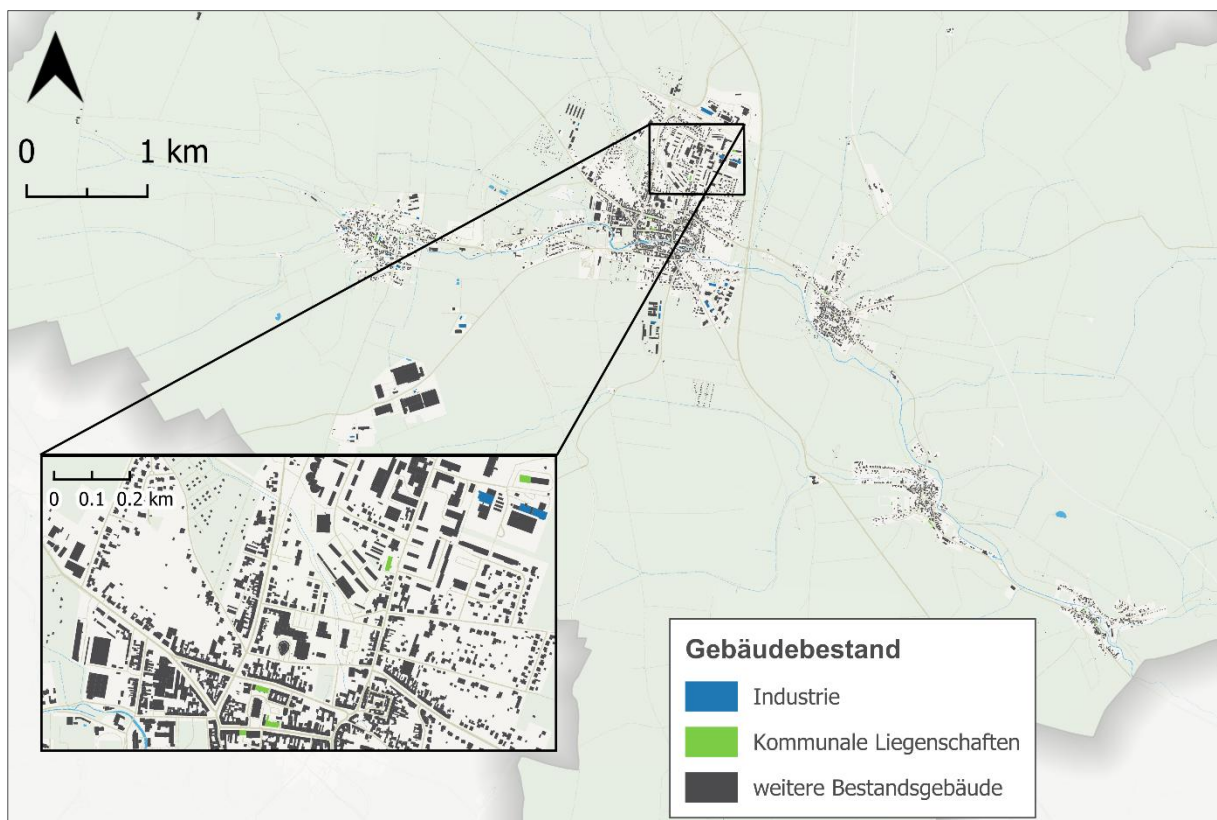 0 1 km
0 0.1 0.2 km
Gebäudebestand
Industrie
Kommunale Liegenschaften
weitere Bestandsgebäude